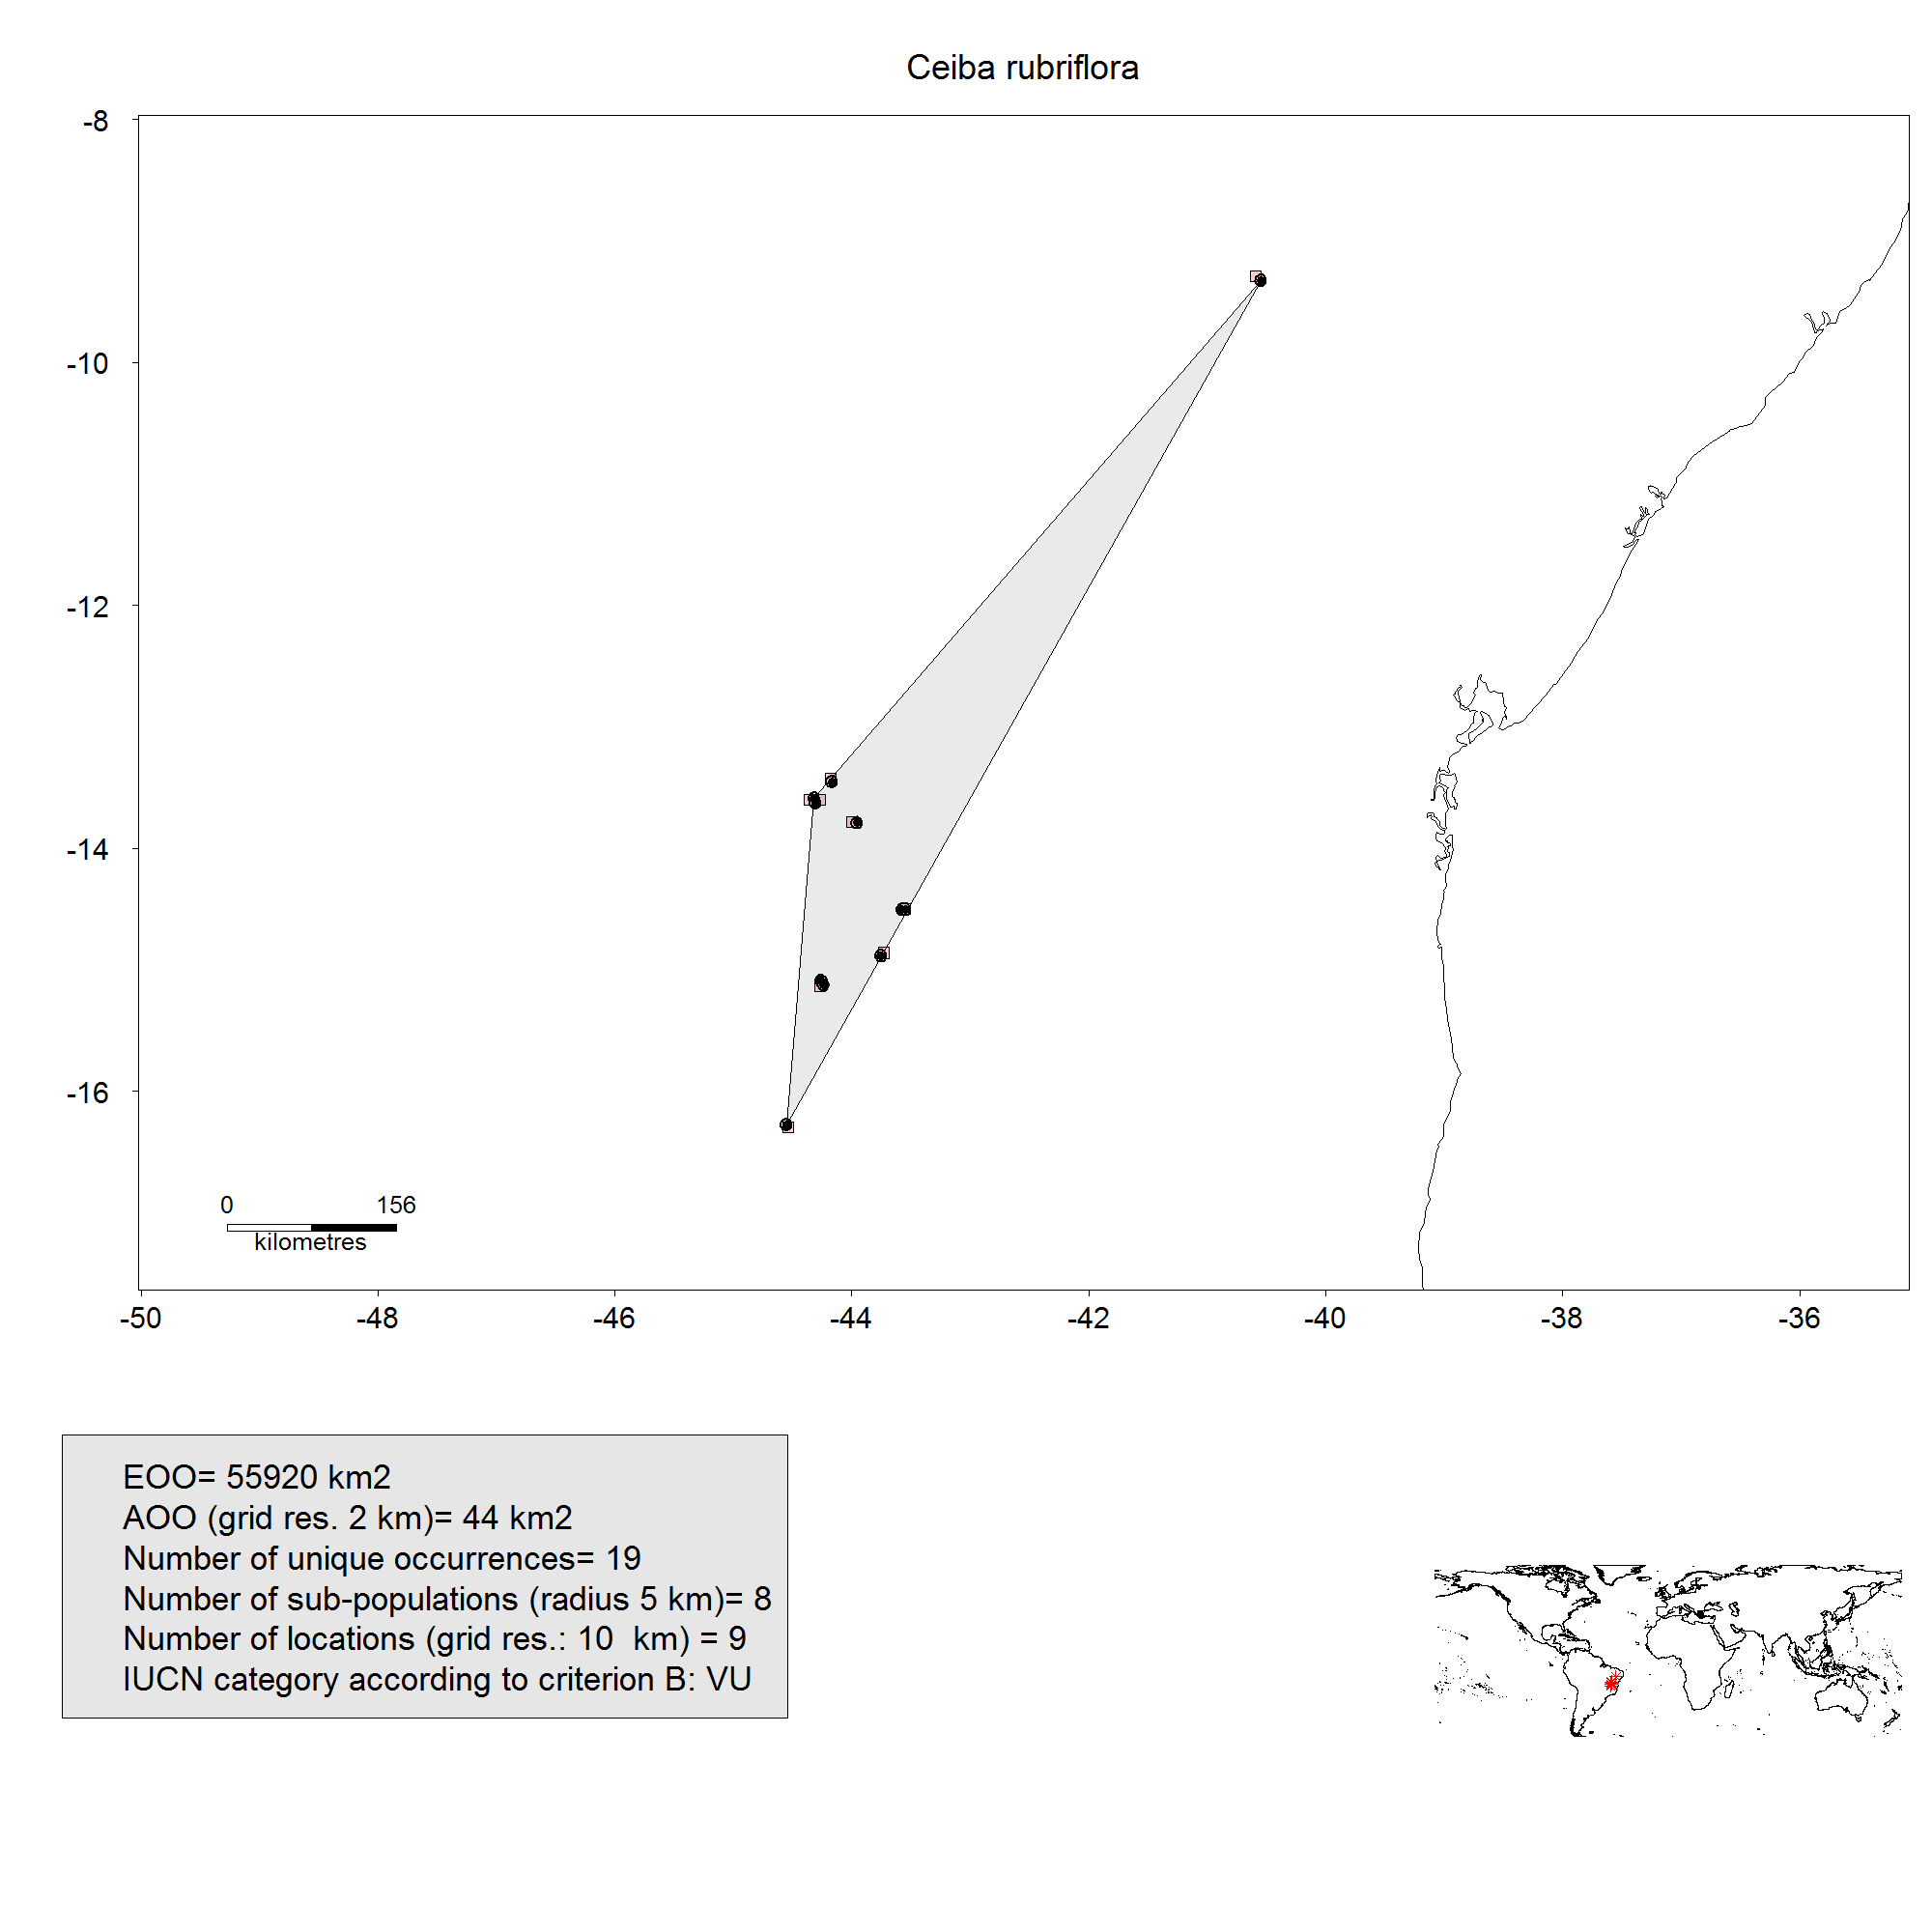 Ceiba rubriflora
-8
-10
-12
-14
-16
0 156
kilometres
-50 -48 -46 -44 -42 -40 -38 -36
EOO= 55920 km2
AOO (grid res. 2 km)= 44 km2
Number of unique occurrences= 19
Number of sub-populations (radius 5 km)= 8
Number of locations (grid res.: 10  km) = 9
IUCN category according to criterion B: VU